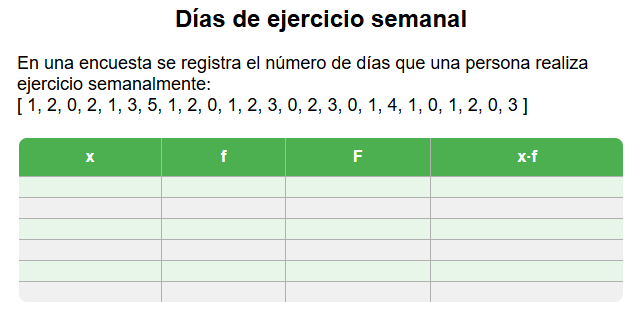 Días de ejercicio semanal
En una encuesta se registra el número de días que una persona realiza
ejercicio semanalmente:
[ 1, 2, 0, 2, 1, 3, 5, 1, 2, 0, 1, 2, 3, 0, 2, 3, 0, 1, 4, 1, 0, 1, 2, 0, 3 ]
x f F x·f